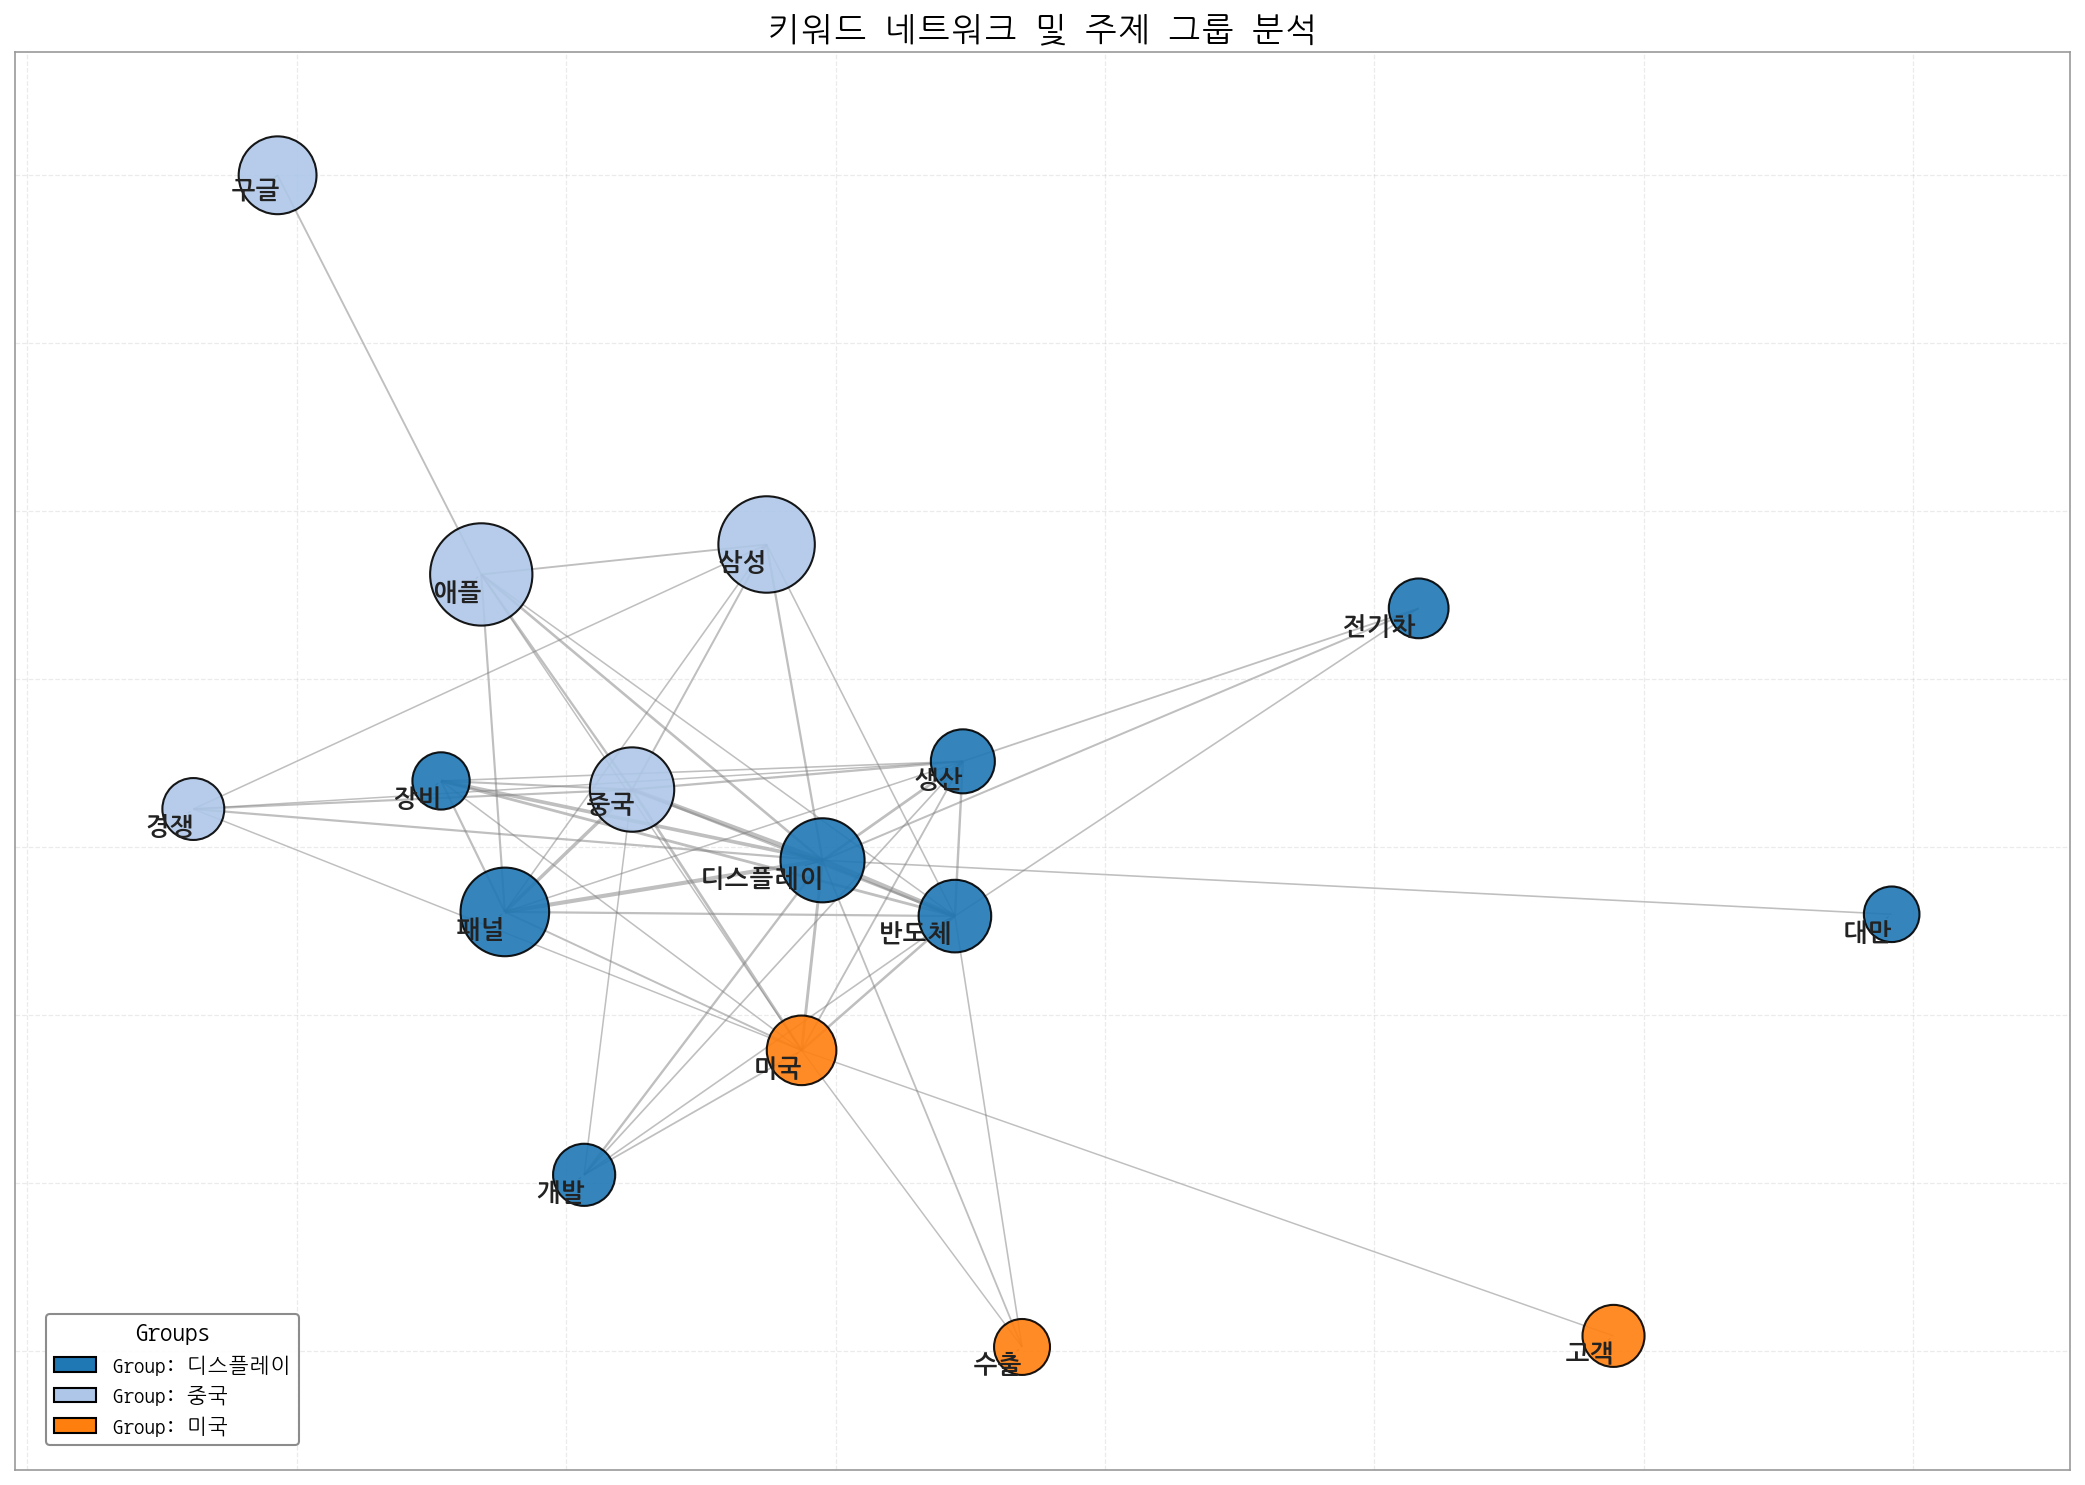 키워드 네트워크 및 주제 그룹 분석
구글
삼성
애플
전기차
생산
장비
중국
경쟁
디스플레이
패널
반도체
대만
미국
개발
고객
수출
Groups
Group: 디스플레이
Group: 중국
Group: 미국